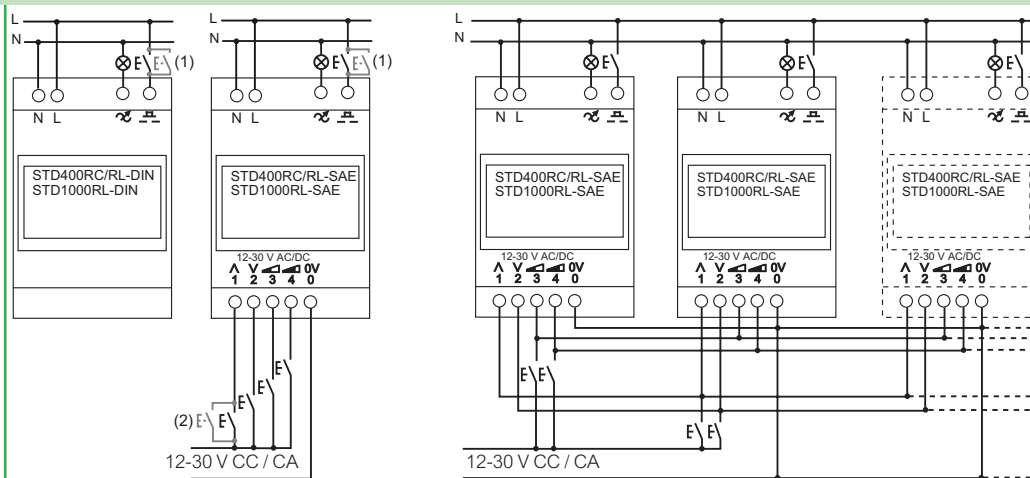 L
N
(1)
N L
STD400RC/RL-DIN
STD1000RL-DIN
L
N
(1)
N L
STD400RC/RL-SAE
STD1000RL-SAE
12-30 V AC/DC
0V
1 2 3 4 0
(2)
12-30 V CC / CA
L
N
N L
STD400RC/RL-SAE
STD1000RL-SAE
12-30 V AC/DC
0V
1 2 3 4 0
N L
STD400RC/RL-SAE
STD1000RL-SAE
12-30 V AC/DC
0V
1 2 3 4 0
N L
STD400RC/RL-SAE
STD1000RL-SAE
12-30 V AC/DC
0V
1 2 3 4 0
12-30 V CC / CA